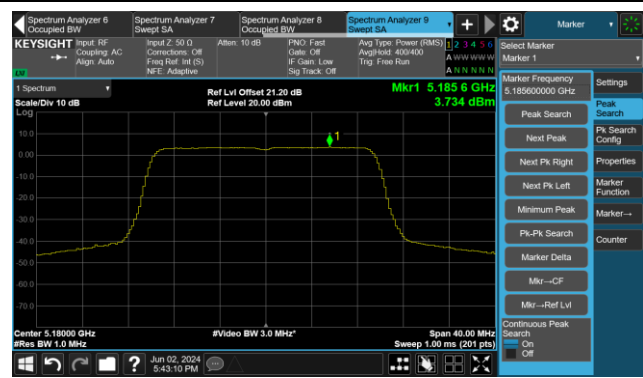 Spectrum Analyzer 6
Occupied BW
Spectrum Analyzer 7
Swept SA
Spectrum Analyzer 8
Occupied BW
Spectrum Analyzer 9
Swept SA
Marker
KEYSIGHT
Input: RF
Coupling: AC
Align: Auto
Input Z: 50 Ω
Corrections: Off
Freq Ref: Int (S)
NFE: Adaptive
Atten: 10 dB
PNO: Fast
Gate: Off
IF Gain: Low
Sig Track: Off
Avg Type: Power (RMS)
Avg|Hold: 400/400
Trig: Free Run
1 2 3 4 5 6
A W W W W W
A N N N N N
Select Marker
Marker 1
1 Spectrum
Scale/Div 10 dB
Log
Ref Lvl Offset 21.20 dB
Ref Level 20.00 dBm
Mkr1 5.185 6 GHz
3.734 dBm
10.0
0.00
-10.0
-20.0
-30.0
-40.0
-50.0
-60.0
-70.0
1
Center 5.18000 GHz
#Res BW 1.0 MHz
#Video BW 3.0 MHz*
Span 40.00 MHz
Sweep 1.00 ms (201 pts)
Marker Frequency
5.185600000 GHz
Peak Search
Next Peak
Next Pk Right
Next Pk Left
Minimum Peak
Pk-Pk Search
Marker Delta
Mkr→CF
Mkr→Ref Lvl
Continuous Peak
Search
On
Off
Settings
Peak
Search
Pk Search
Config
Properties
Marker
Function
Marker→
Counter
?
Jun 02, 2024
5:43:10 PM